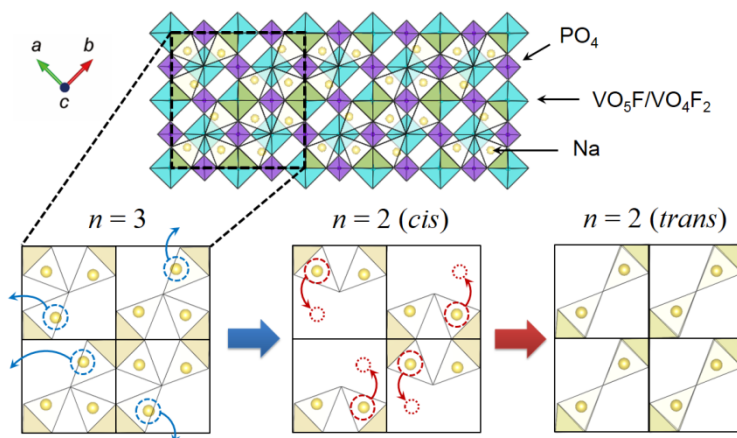 a
b
c
PO₄
VO₅F/VO₄F₂
Na
n = 3
n = 2 (cis)
n = 2 (trans)